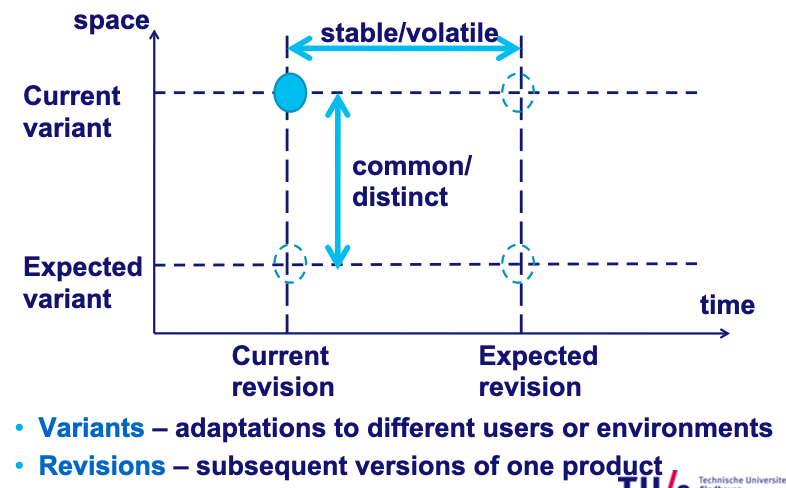 space
stable/volatile
Current
variant
common/
distinct
Expected
variant
time
Current
revision
Expected
revision
• Variants – adaptations to different users or environments
• Revisions – subsequent versions of one product
Technische Universite